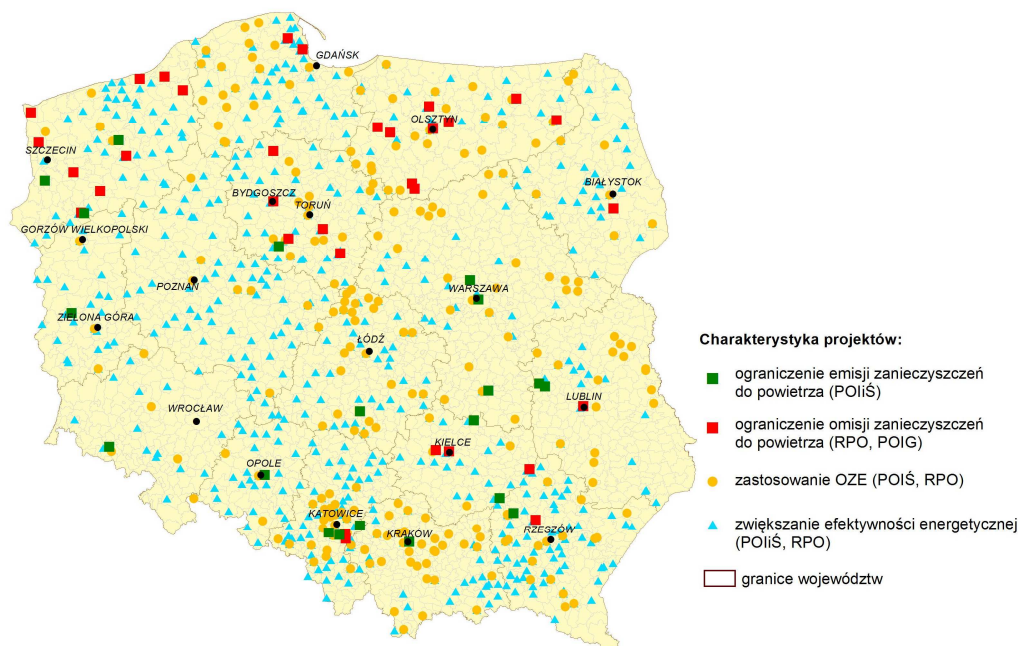 GDAŃSK
OLSZTYN
SZCZECIN
BIAŁYSTOK
BYDGOSZCZ
TORUŃ
GORZÓW WIELKOPOLSKI
POZNAŃ
WARSZAWA
ZIELONA GÓRA
ŁÓDŹ
WROCŁAW
LUBLIN
KIELCE
OPOLE
KATOWICE
KRAKÓW
RZESZÓW
Charakterystyka projektów:
ograniczenie emisji zanieczyszczeń
do powietrza (POIiŚ)
ograniczenie omisji zanieczyszczeń
do powietrza (RPO, POIG)
zastosowanie OZE (POIŚ, RPO)
zwiększanie efektywności energetycznej
(POIiŚ, RPO)
granice województw